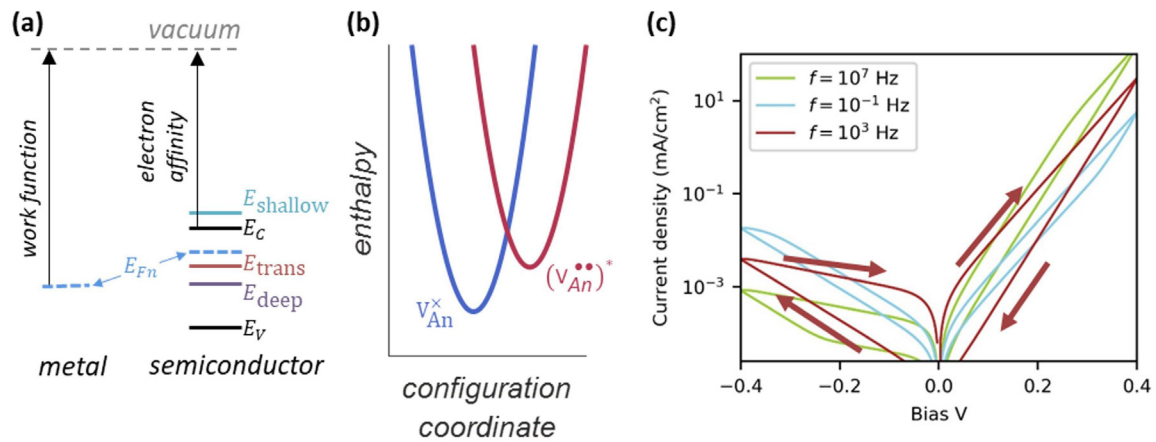 (a)
vacuum
work function
electron
affinity
E_shallow
E_C
E_Fn
E_trans
E_deep
E_V
metal
semiconductor
(b)
enthalpy
V_An^×
(V_An^••)^*
configuration
coordinate
(c)
f = 10^7 Hz
f = 10^-1 Hz
f = 10^3 Hz
Current density (mA/cm²)
10^1
10^-1
10^-3
−0.4
−0.2
0.0
0.2
0.4
Bias V